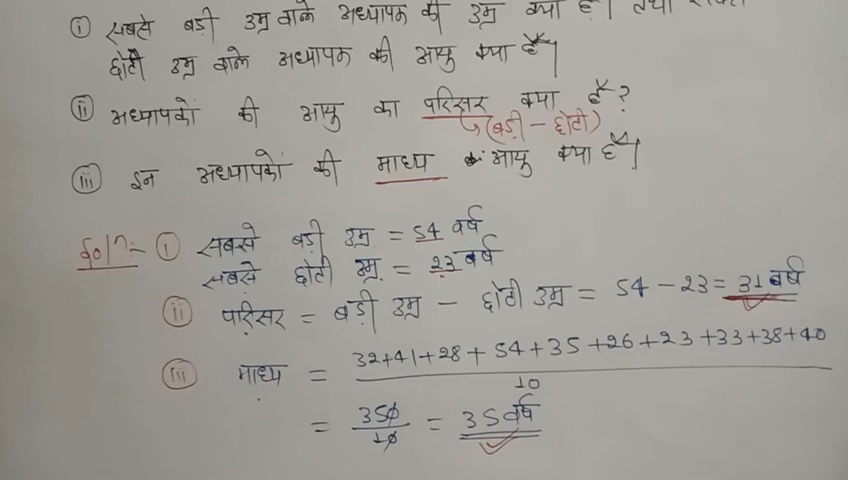 (i) सबसे बड़ी उम्र वाले अध्यापक की उम्र क्या है। तथा सबसे
छोटी उम्र वाले अध्यापक की आयु क्या है।
(ii) अध्यापकों की आयु का परिसर क्या है?
(बड़ी - छोटी)
(iii) इन अध्यापकों की माध्य आयु क्या है।
Sol?:- (i) सबसे बड़ी उम्र = 54 वर्ष
सबसे छोटी उम्र = 23 वर्ष
(ii) परिसर = बड़ी उम्र - छोटी उम्र = 54 - 23 = 31 वर्ष
(iii) माध्य = 32+41+28+54+35+26+23+33+38+40
10
= 350/10 = 35 वर्ष